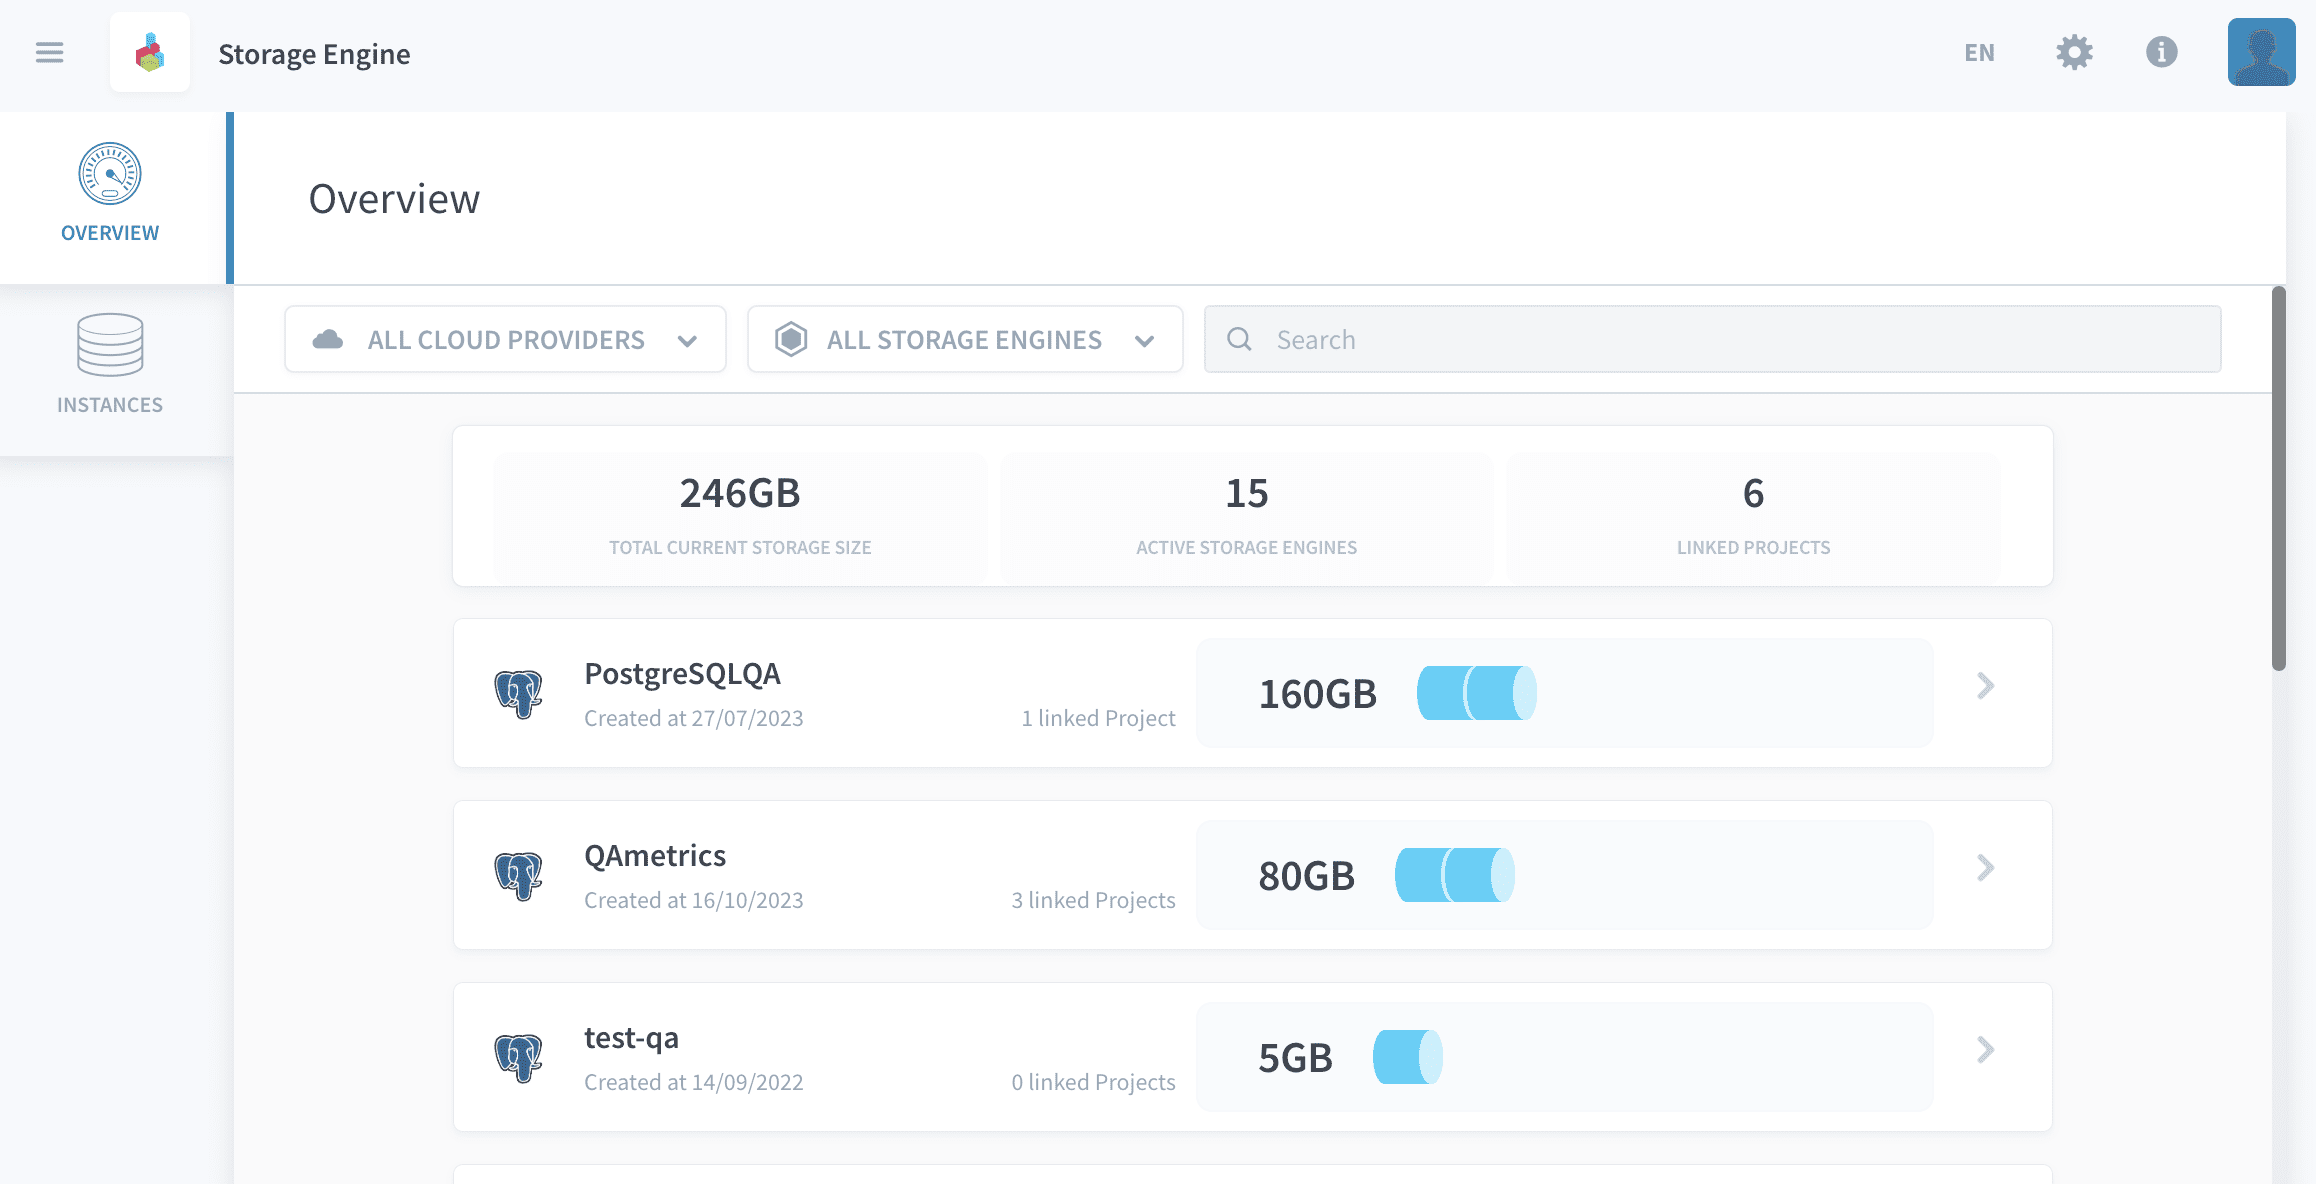 Storage Engine
EN
OVERVIEW
INSTANCES
Overview
ALL CLOUD PROVIDERS
ALL STORAGE ENGINES
Search
246GB
TOTAL CURRENT STORAGE SIZE
15
ACTIVE STORAGE ENGINES
6
LINKED PROJECTS
PostgreSQLQA
Created at 27/07/2023
1 linked Project
160GB
QAmetrics
Created at 16/10/2023
3 linked Projects
80GB
test-qa
Created at 14/09/2022
0 linked Projects
5GB